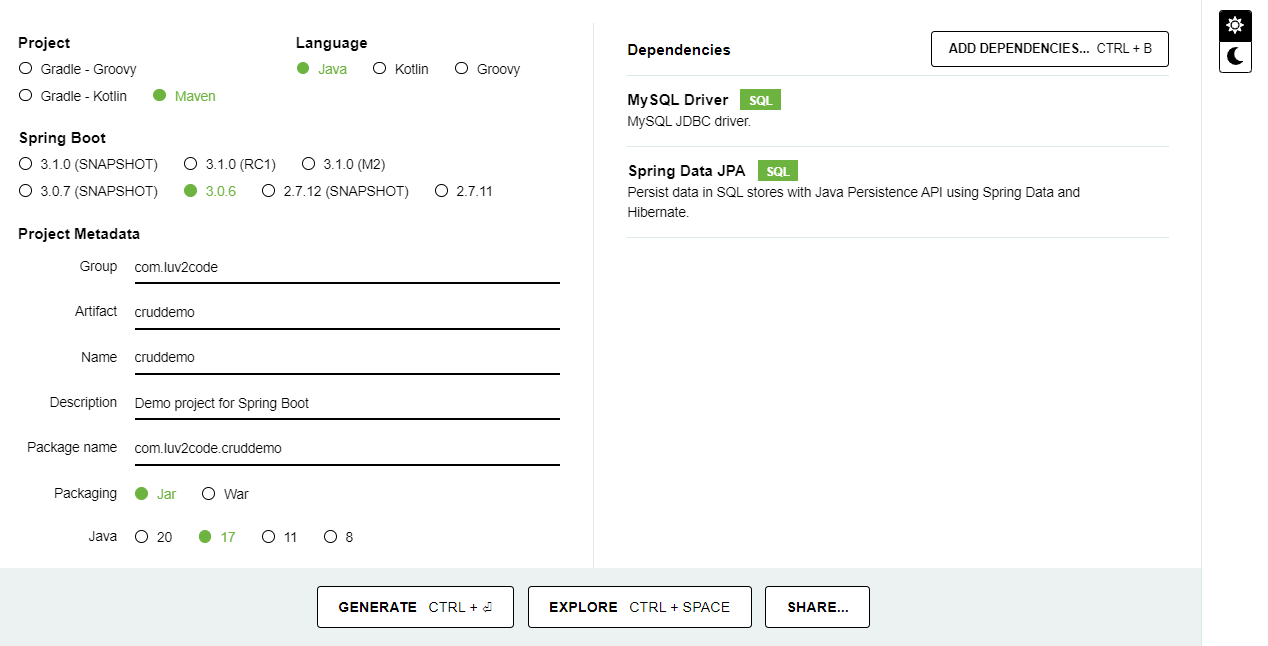 Project
Gradle - Groovy
Gradle - Kotlin Maven
Language
Java Kotlin Groovy
Spring Boot
3.1.0 (SNAPSHOT) 3.1.0 (RC1) 3.1.0 (M2)
3.0.7 (SNAPSHOT) 3.0.6 2.7.12 (SNAPSHOT) 2.7.11
Project Metadata
Group com.luv2code
Artifact cruddemo
Name cruddemo
Description Demo project for Spring Boot
Package name com.luv2code.cruddemo
Packaging Jar War
Java 20 17 11 8
Dependencies ADD DEPENDENCIES... CTRL + B
MySQL Driver SQL
MySQL JDBC driver.
Spring Data JPA SQL
Persist data in SQL stores with Java Persistence API using Spring Data and
Hibernate.
GENERATE CTRL + ⏎ EXPLORE CTRL + SPACE SHARE...